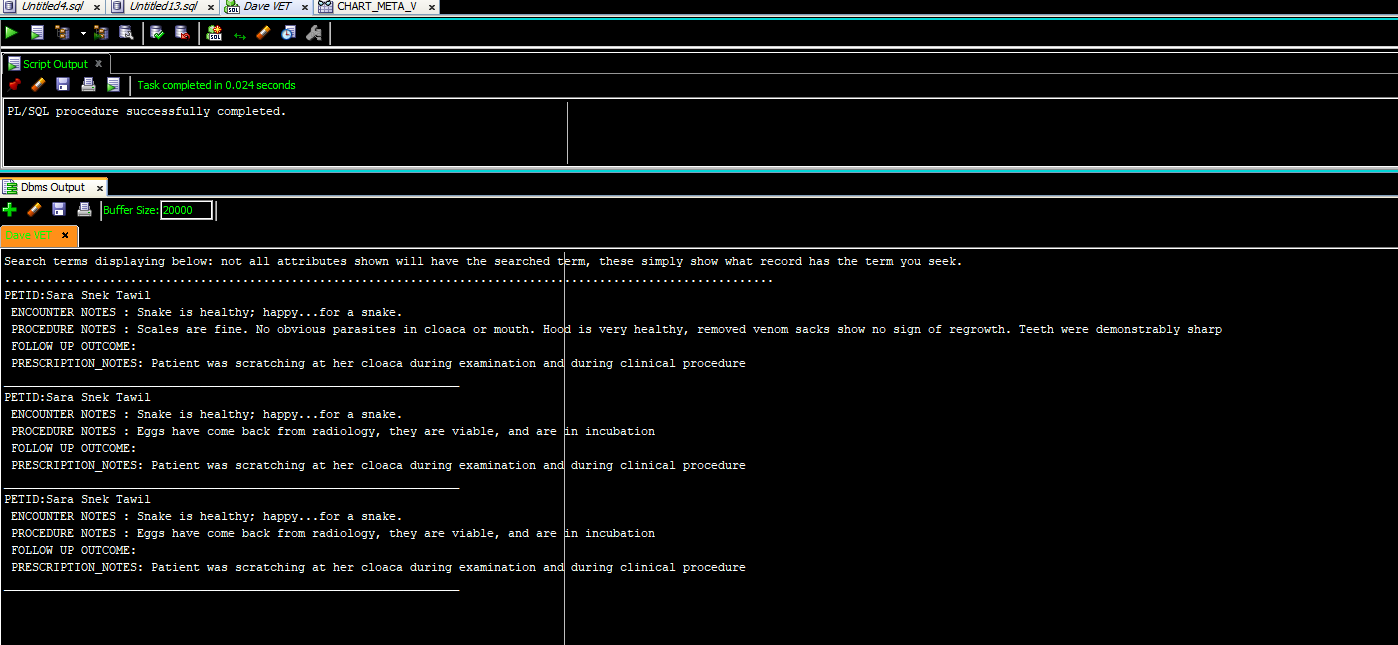 Untitled4.sql Untitled13.sql Dave VET CHART_META_V
Script Output
Task completed in 0.024 seconds
PL/SQL procedure successfully completed.
Dbms Output
Buffer Size: 20000
Dave VET
Search terms displaying below: not all attributes shown will have the searched term, these simply show what record has the term you seek.
..............................................................................................................
PETID:Sara Snek Tawil
ENCOUNTER NOTES : Snake is healthy; happy...for a snake.
PROCEDURE NOTES : Scales are fine. No obvious parasites in cloaca or mouth. Hood is very healthy, removed venom sacks show no sign of regrowth. Teeth were demonstrably sharp
FOLLOW UP OUTCOME:
PRESCRIPTION_NOTES: Patient was scratching at her cloaca during examination and during clinical procedure
_________________________________________________________________
PETID:Sara Snek Tawil
ENCOUNTER NOTES : Snake is healthy; happy...for a snake.
PROCEDURE NOTES : Eggs have come back from radiology, they are viable, and are in incubation
FOLLOW UP OUTCOME:
PRESCRIPTION_NOTES: Patient was scratching at her cloaca during examination and during clinical procedure
_________________________________________________________________
PETID:Sara Snek Tawil
ENCOUNTER NOTES : Snake is healthy; happy...for a snake.
PROCEDURE NOTES : Eggs have come back from radiology, they are viable, and are in incubation
FOLLOW UP OUTCOME:
PRESCRIPTION_NOTES: Patient was scratching at her cloaca during examination and during clinical procedure
_________________________________________________________________